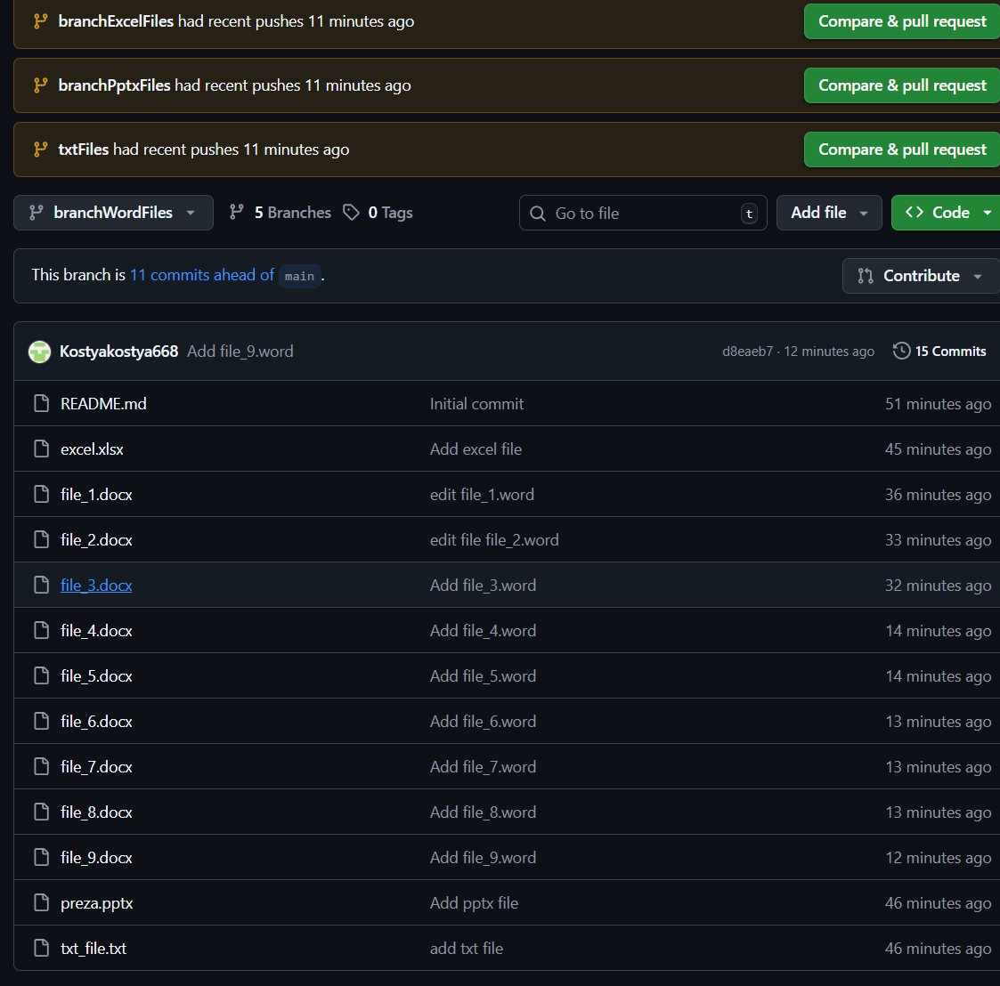 branchExcelFiles had recent pushes 11 minutes ago Compare & pull request
branchPptxFiles had recent pushes 11 minutes ago Compare & pull request
txtFiles had recent pushes 11 minutes ago Compare & pull request
branchWordFiles 5 Branches 0 Tags Go to file t Add file Code
This branch is 11 commits ahead of main . Contribute
Kostyakostya668 Add file_9.word d8eaeb7 · 12 minutes ago 15 Commits
README.md Initial commit 51 minutes ago
excel.xlsx Add excel file 45 minutes ago
file_1.docx edit file_1.word 36 minutes ago
file_2.docx edit file file_2.word 33 minutes ago
file_3.docx Add file_3.word 32 minutes ago
file_4.docx Add file_4.word 14 minutes ago
file_5.docx Add file_5.word 14 minutes ago
file_6.docx Add file_6.word 13 minutes ago
file_7.docx Add file_7.word 13 minutes ago
file_8.docx Add file_8.word 13 minutes ago
file_9.docx Add file_9.word 12 minutes ago
preza.pptx Add pptx file 46 minutes ago
txt_file.txt add txt file 46 minutes ago